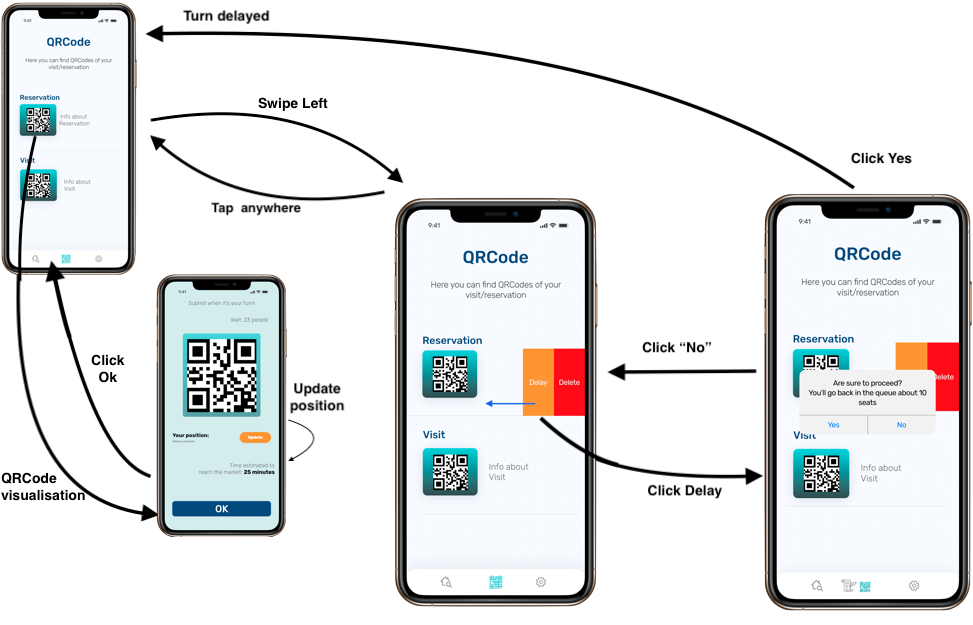 Turn delayed
9:41
QRCode
Here you can find QRCodes of your
visit/reservation
Reservation
Info about
Reservation
Visit
Info about
Visit
Swipe Left
Tap anywhere
Click Yes
Click
Ok
QRCode
visualisation
9:41
Submit when it's your turn!
Wait: 23 people
Your position:
Update
Time estimated to
reach the market: 25 minutes
OK
Update
position
9:41
QRCode
Here you can find QRCodes of your
visit/reservation
Reservation
Delay
Delete
Visit
Info about
Visit
Click “No”
Click Delay
9:41
QRCode
Here you can find QRCodes of your
visit/reservation
Reservation
elete
Are sure to proceed?
You'll go back in the queue about 10
seats
Yes
No
Visit
Info about
Visit